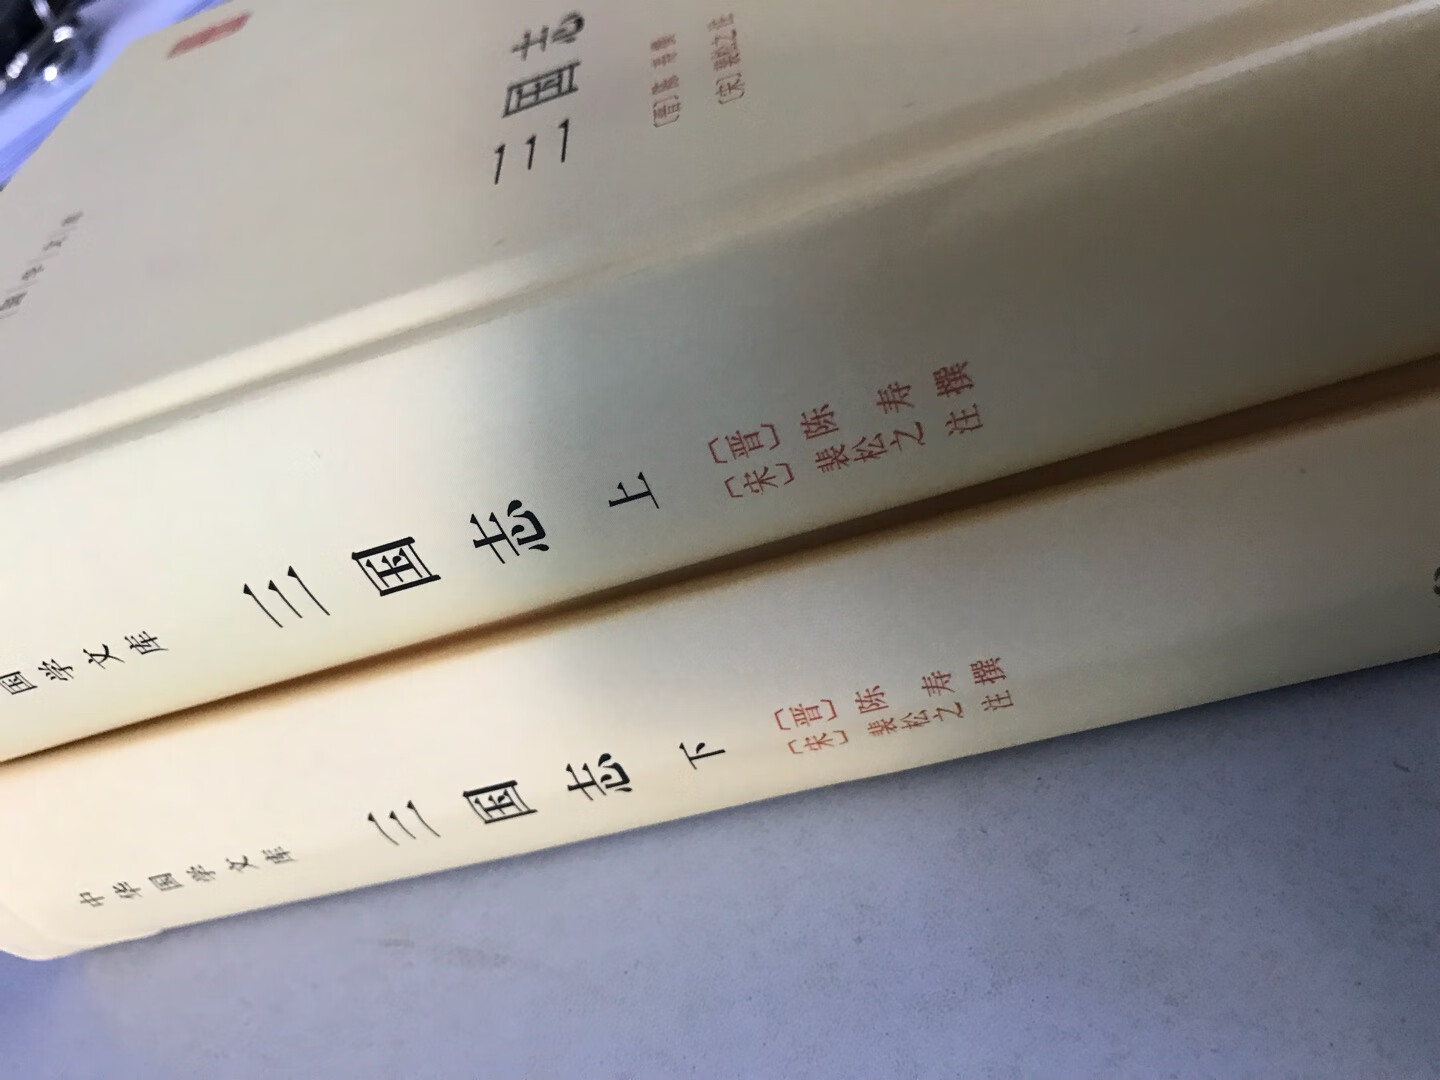 三国志
[晋]陈寿撰
[宋]裴松之注
国学文库
三国志 上
[晋]陈寿撰
[宋]裴松之注
中华国学文库
三国志 下
[晋]陈寿撰
[宋]裴松之注